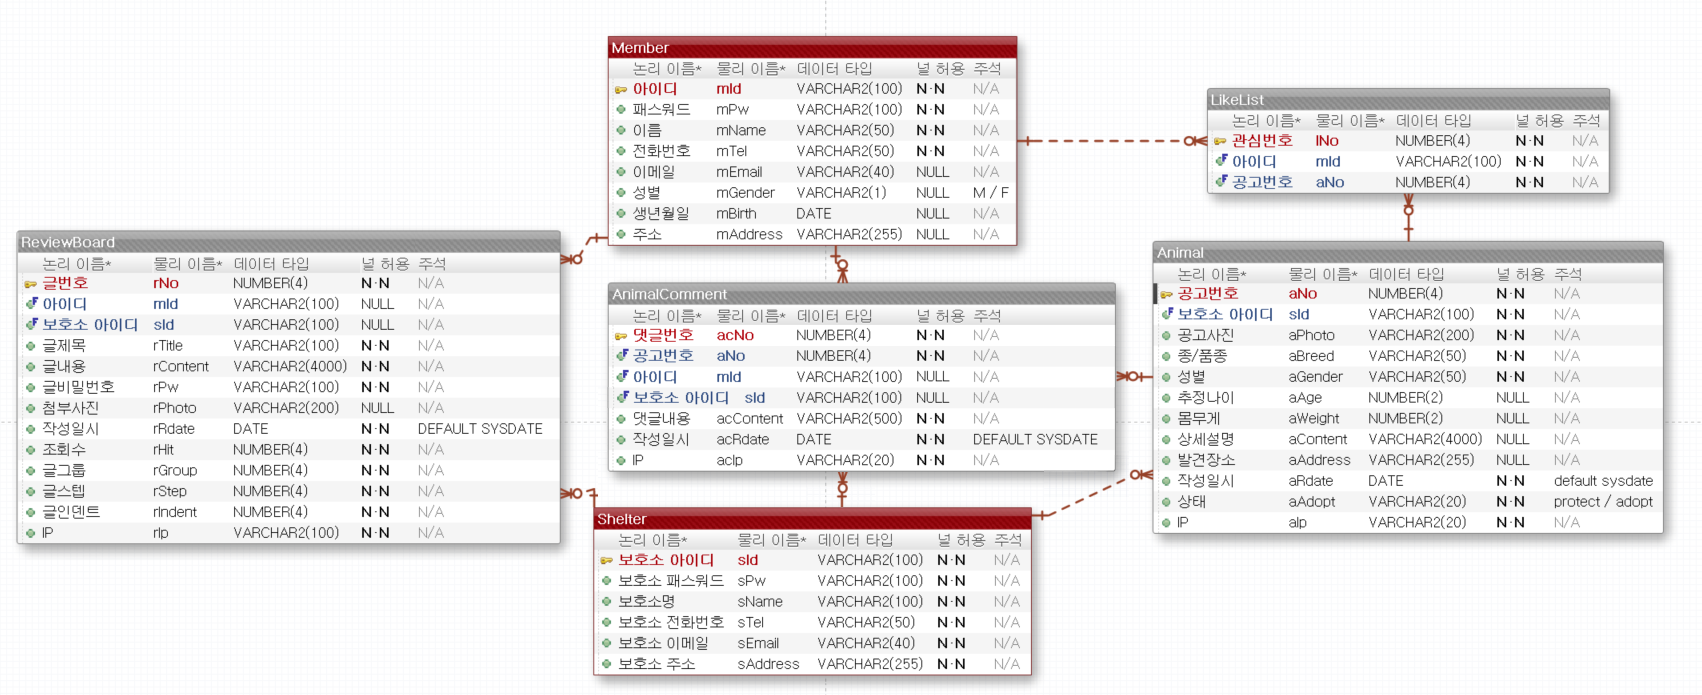 Member
논리 이름* 물리 이름* 데이터 타입 널 허용 주석
아이디 mId VARCHAR2(100) N·N N/A
패스워드 mPw VARCHAR2(100) N·N N/A
이름 mName VARCHAR2(50) N·N N/A
전화번호 mTel VARCHAR2(50) N·N N/A
이메일 mEmail VARCHAR2(40) NULL N/A
성별 mGender VARCHAR2(1) NULL M / F
생년월일 mBirth DATE NULL N/A
주소 mAddress VARCHAR2(255) NULL N/A
LikeList
논리 이름* 물리 이름* 데이터 타입 널 허용 주석
관심번호 lNo NUMBER(4) N·N N/A
아이디 mId VARCHAR2(100) N·N N/A
공고번호 aNo NUMBER(4) N·N N/A
ReviewBoard
논리 이름* 물리 이름* 데이터 타입 널 허용 주석
글번호 rNo NUMBER(4) N·N N/A
아이디 mId VARCHAR2(100) NULL N/A
보호소 아이디 sId VARCHAR2(100) NULL N/A
글제목 rTitle VARCHAR2(100) N·N N/A
글내용 rContent VARCHAR2(4000) N·N N/A
글비밀번호 rPw VARCHAR2(100) N·N N/A
첨부사진 rPhoto VARCHAR2(200) NULL N/A
작성일시 rRdate DATE N·N DEFAULT SYSDATE
조회수 rHit NUMBER(4) N·N N/A
글그룹 rGroup NUMBER(4) N·N N/A
글스텝 rStep NUMBER(4) N·N N/A
글인덴트 rIndent NUMBER(4) N·N N/A
IP rIp VARCHAR2(100) N·N N/A
AnimalComment
논리 이름* 물리 이름* 데이터 타입 널 허용 주석
댓글번호 acNo NUMBER(4) N·N N/A
공고번호 aNo NUMBER(4) N·N N/A
아이디 mId VARCHAR2(100) NULL N/A
보호소 아이디 sId VARCHAR2(100) NULL N/A
댓글내용 acContent VARCHAR2(500) N·N N/A
작성일시 acRdate DATE N·N DEFAULT SYSDATE
IP acIp VARCHAR2(20) N·N N/A
Animal
논리 이름* 물리 이름* 데이터 타입 널 허용 주석
공고번호 aNo NUMBER(4) N·N N/A
보호소 아이디 sId VARCHAR2(100) N·N N/A
공고사진 aPhoto VARCHAR2(200) N·N N/A
종/품종 aBreed VARCHAR2(50) N·N N/A
성별 aGender VARCHAR2(50) N·N N/A
추정나이 aAge NUMBER(2) NULL N/A
몸무게 aWeight NUMBER(2) NULL N/A
상세설명 aContent VARCHAR2(4000) NULL N/A
발견장소 aAddress VARCHAR2(255) NULL N/A
작성일시 aRdate DATE N·N default sysdate
상태 aAdopt VARCHAR2(20) N·N protect / adopt
IP aIp VARCHAR2(20) N·N N/A
Shelter
논리 이름* 물리 이름* 데이터 타입 널 허용 주석
보호소 아이디 sId VARCHAR2(100) N·N N/A
보호소 패스워드 sPw VARCHAR2(100) N·N N/A
보호소명 sName VARCHAR2(100) N·N N/A
보호소 전화번호 sTel VARCHAR2(50) N·N N/A
보호소 이메일 sEmail VARCHAR2(40) N·N N/A
보호소 주소 sAddress VARCHAR2(255) N·N N/A